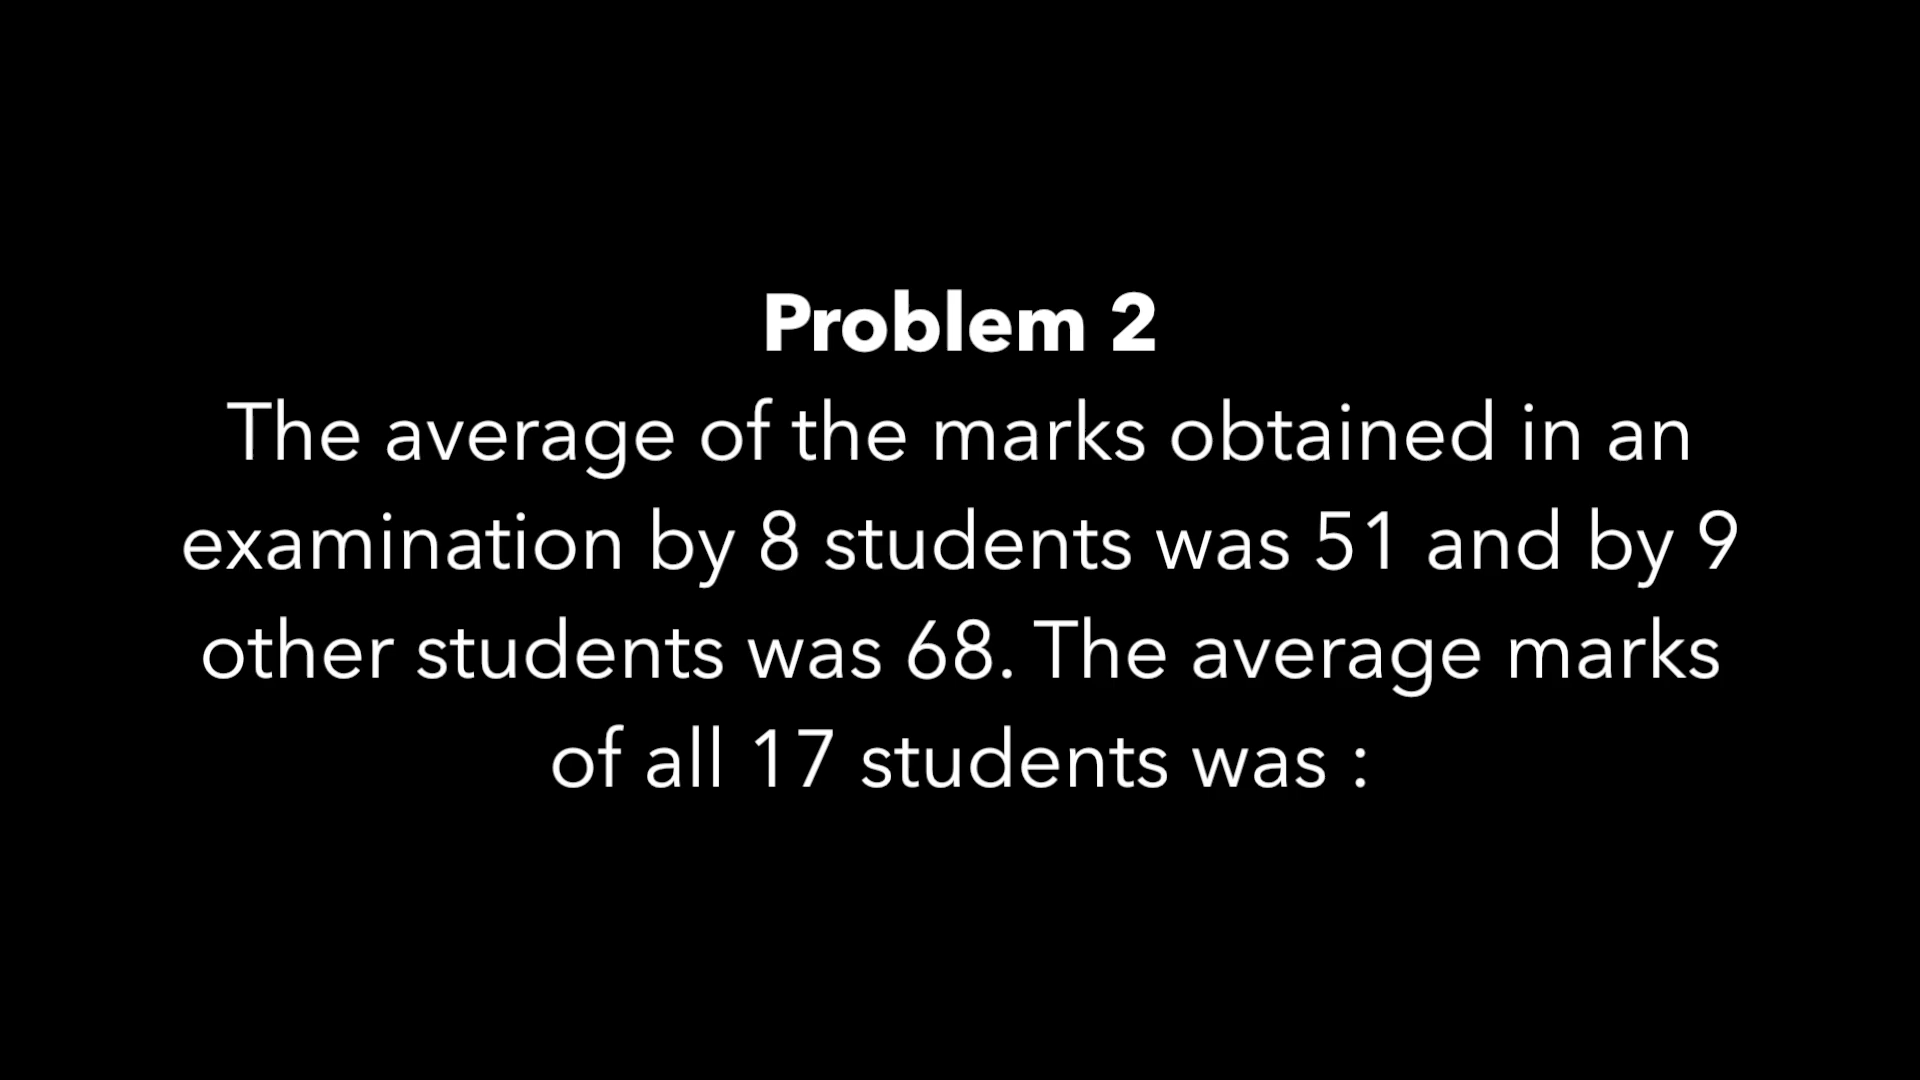 Problem 2
The average of the marks obtained in an
examination by 8 students was 51 and by 9
other students was 68. The average marks
of all 17 students was :